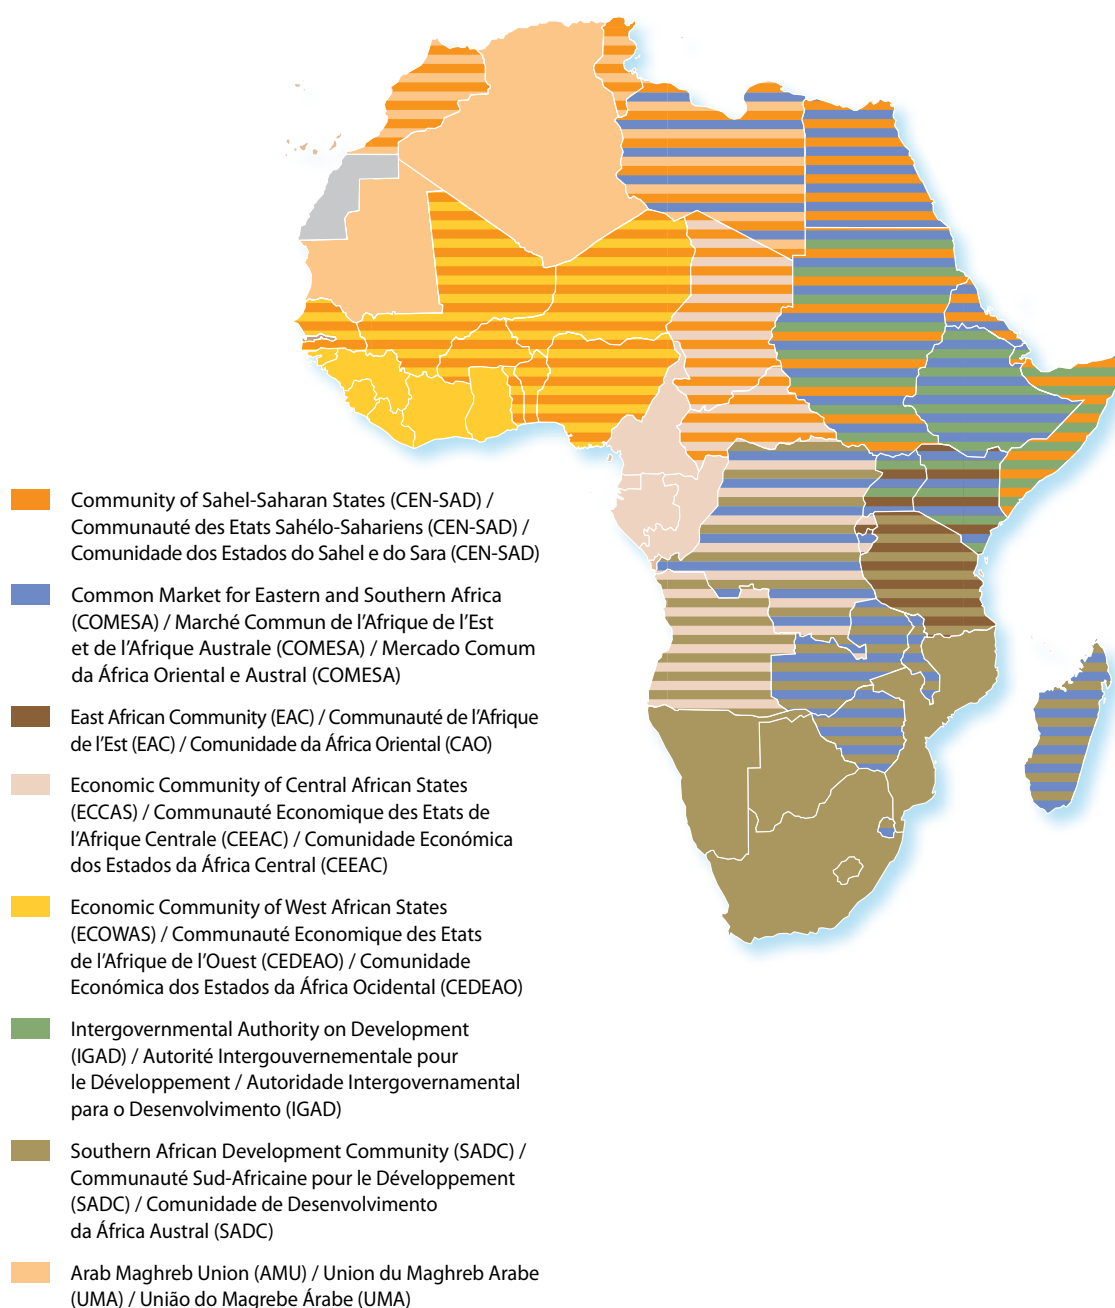 Community of Sahel-Saharan States (CEN-SAD) /
Communauté des Etats Sahélo-Sahariens (CEN-SAD) /
Comunidade dos Estados do Sahel e do Sara (CEN-SAD)
Common Market for Eastern and Southern Africa
(COMESA) / Marché Commun de l’Afrique de l’Est
et de l’Afrique Australe (COMESA) / Mercado Comum
da África Oriental e Austral (COMESA)
East African Community (EAC) / Communauté de l’Afrique
de l’Est (EAC) / Comunidade da África Oriental (CAO)
Economic Community of Central African States
(ECCAS) / Communauté Economique des Etats de
l’Afrique Centrale (CEEAC) / Comunidade Económica
dos Estados da África Central (CEEAC)
Economic Community of West African States
(ECOWAS) / Communauté Economique des Etats
de l’Afrique de l’Ouest (CEDEAO) / Comunidade
Económica dos Estados da África Ocidental (CEDEAO)
Intergovernmental Authority on Development
(IGAD) / Autorité Intergouvernementale pour
le Développement / Autoridade Intergovernamental
para o Desenvolvimento (IGAD)
Southern African Development Community (SADC) /
Communauté Sud-Africaine pour le Développement
(SADC) / Comunidade de Desenvolvimento
da África Austral (SADC)
Arab Maghreb Union (AMU) / Union du Maghreb Arabe
(UMA) / União do Magrebe Árabe (UMA)